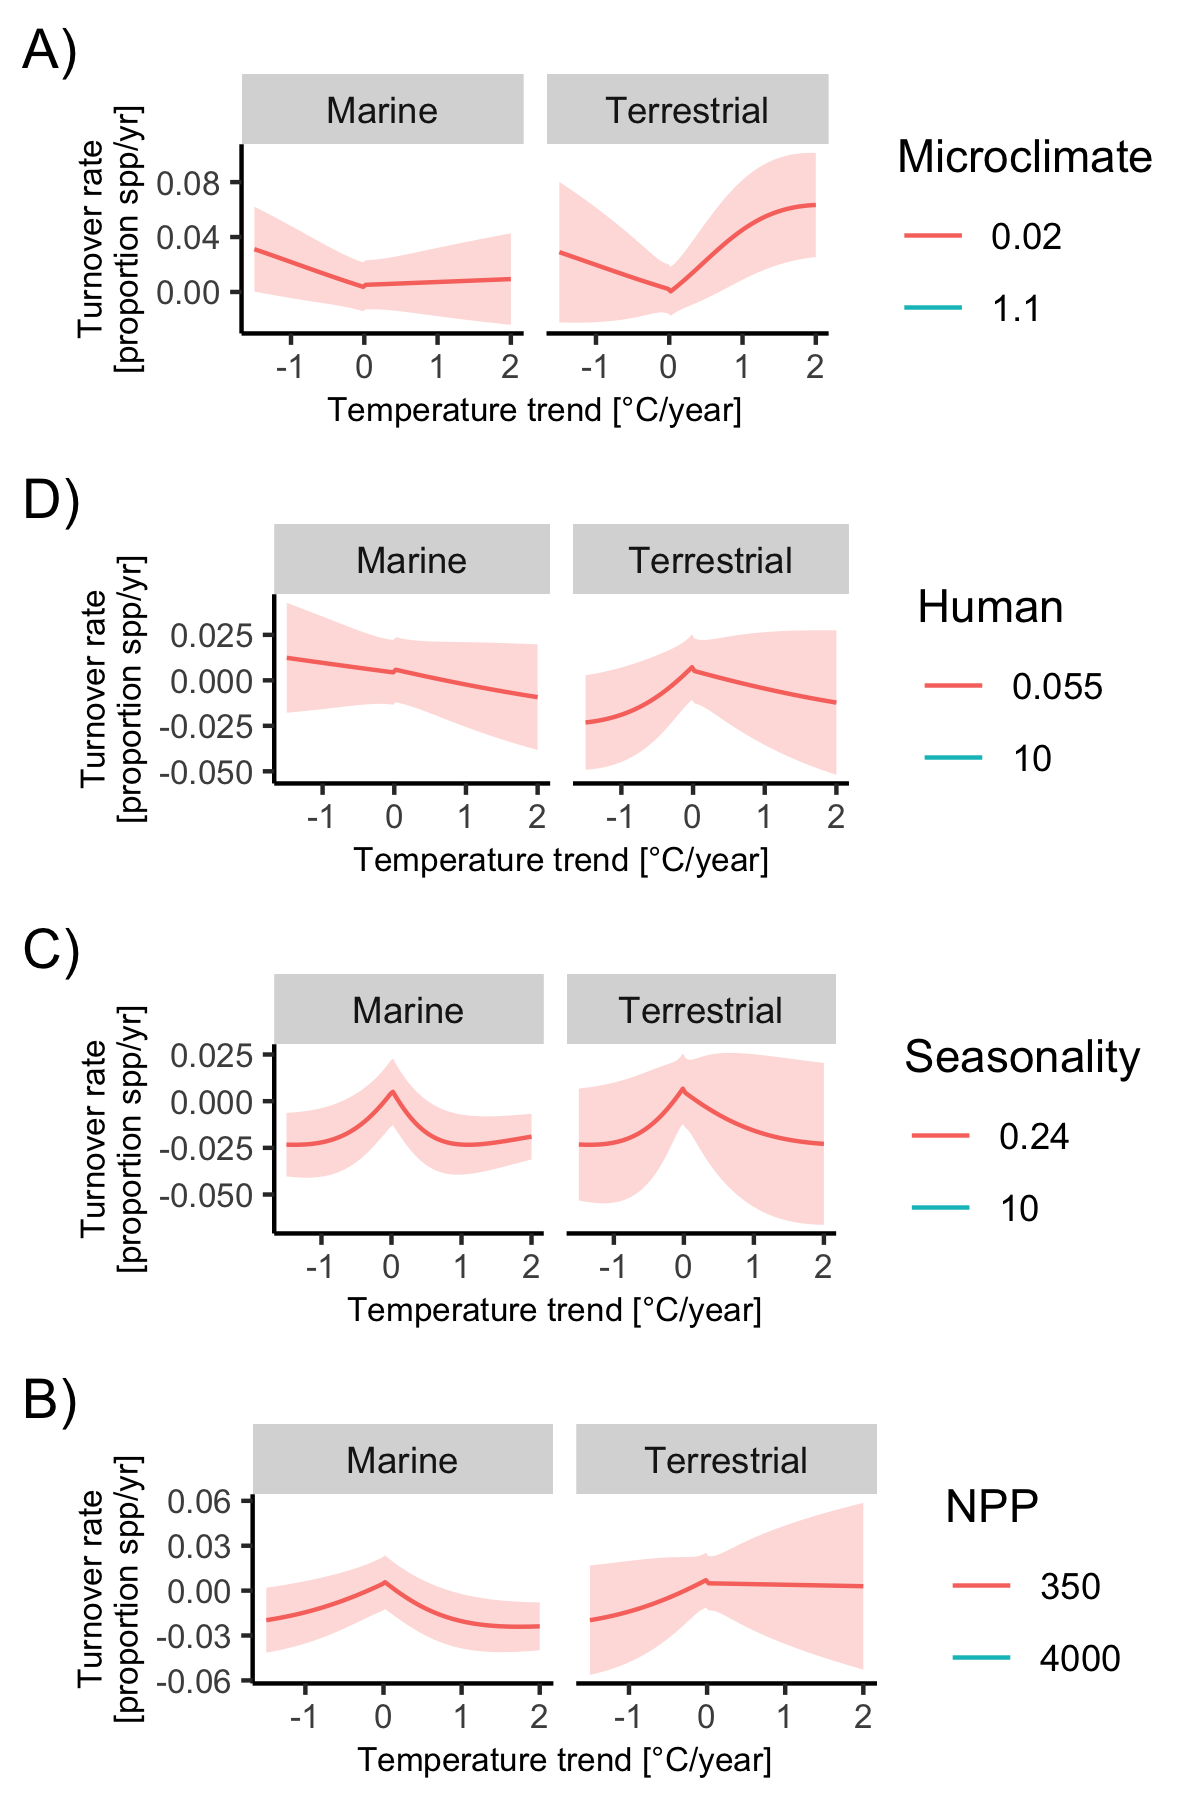 A)
Marine
Terrestrial
Turnover rate
[proportion spp/yr]
0.08
0.04
0.00
-1 0 1 2
-1 0 1 2
Temperature trend [°C/year]
Microclimate
0.02
1.1
D)
Marine
Terrestrial
Turnover rate
[proportion spp/yr]
0.025
0.000
-0.025
-0.050
-1 0 1 2
-1 0 1 2
Temperature trend [°C/year]
Human
0.055
10
C)
Marine
Terrestrial
Turnover rate
[proportion spp/yr]
0.025
0.000
-0.025
-0.050
-1 0 1 2
-1 0 1 2
Temperature trend [°C/year]
Seasonality
0.24
10
B)
Marine
Terrestrial
Turnover rate
[proportion spp/yr]
0.06
0.03
0.00
-0.03
-0.06
-1 0 1 2
-1 0 1 2
Temperature trend [°C/year]
NPP
350
4000